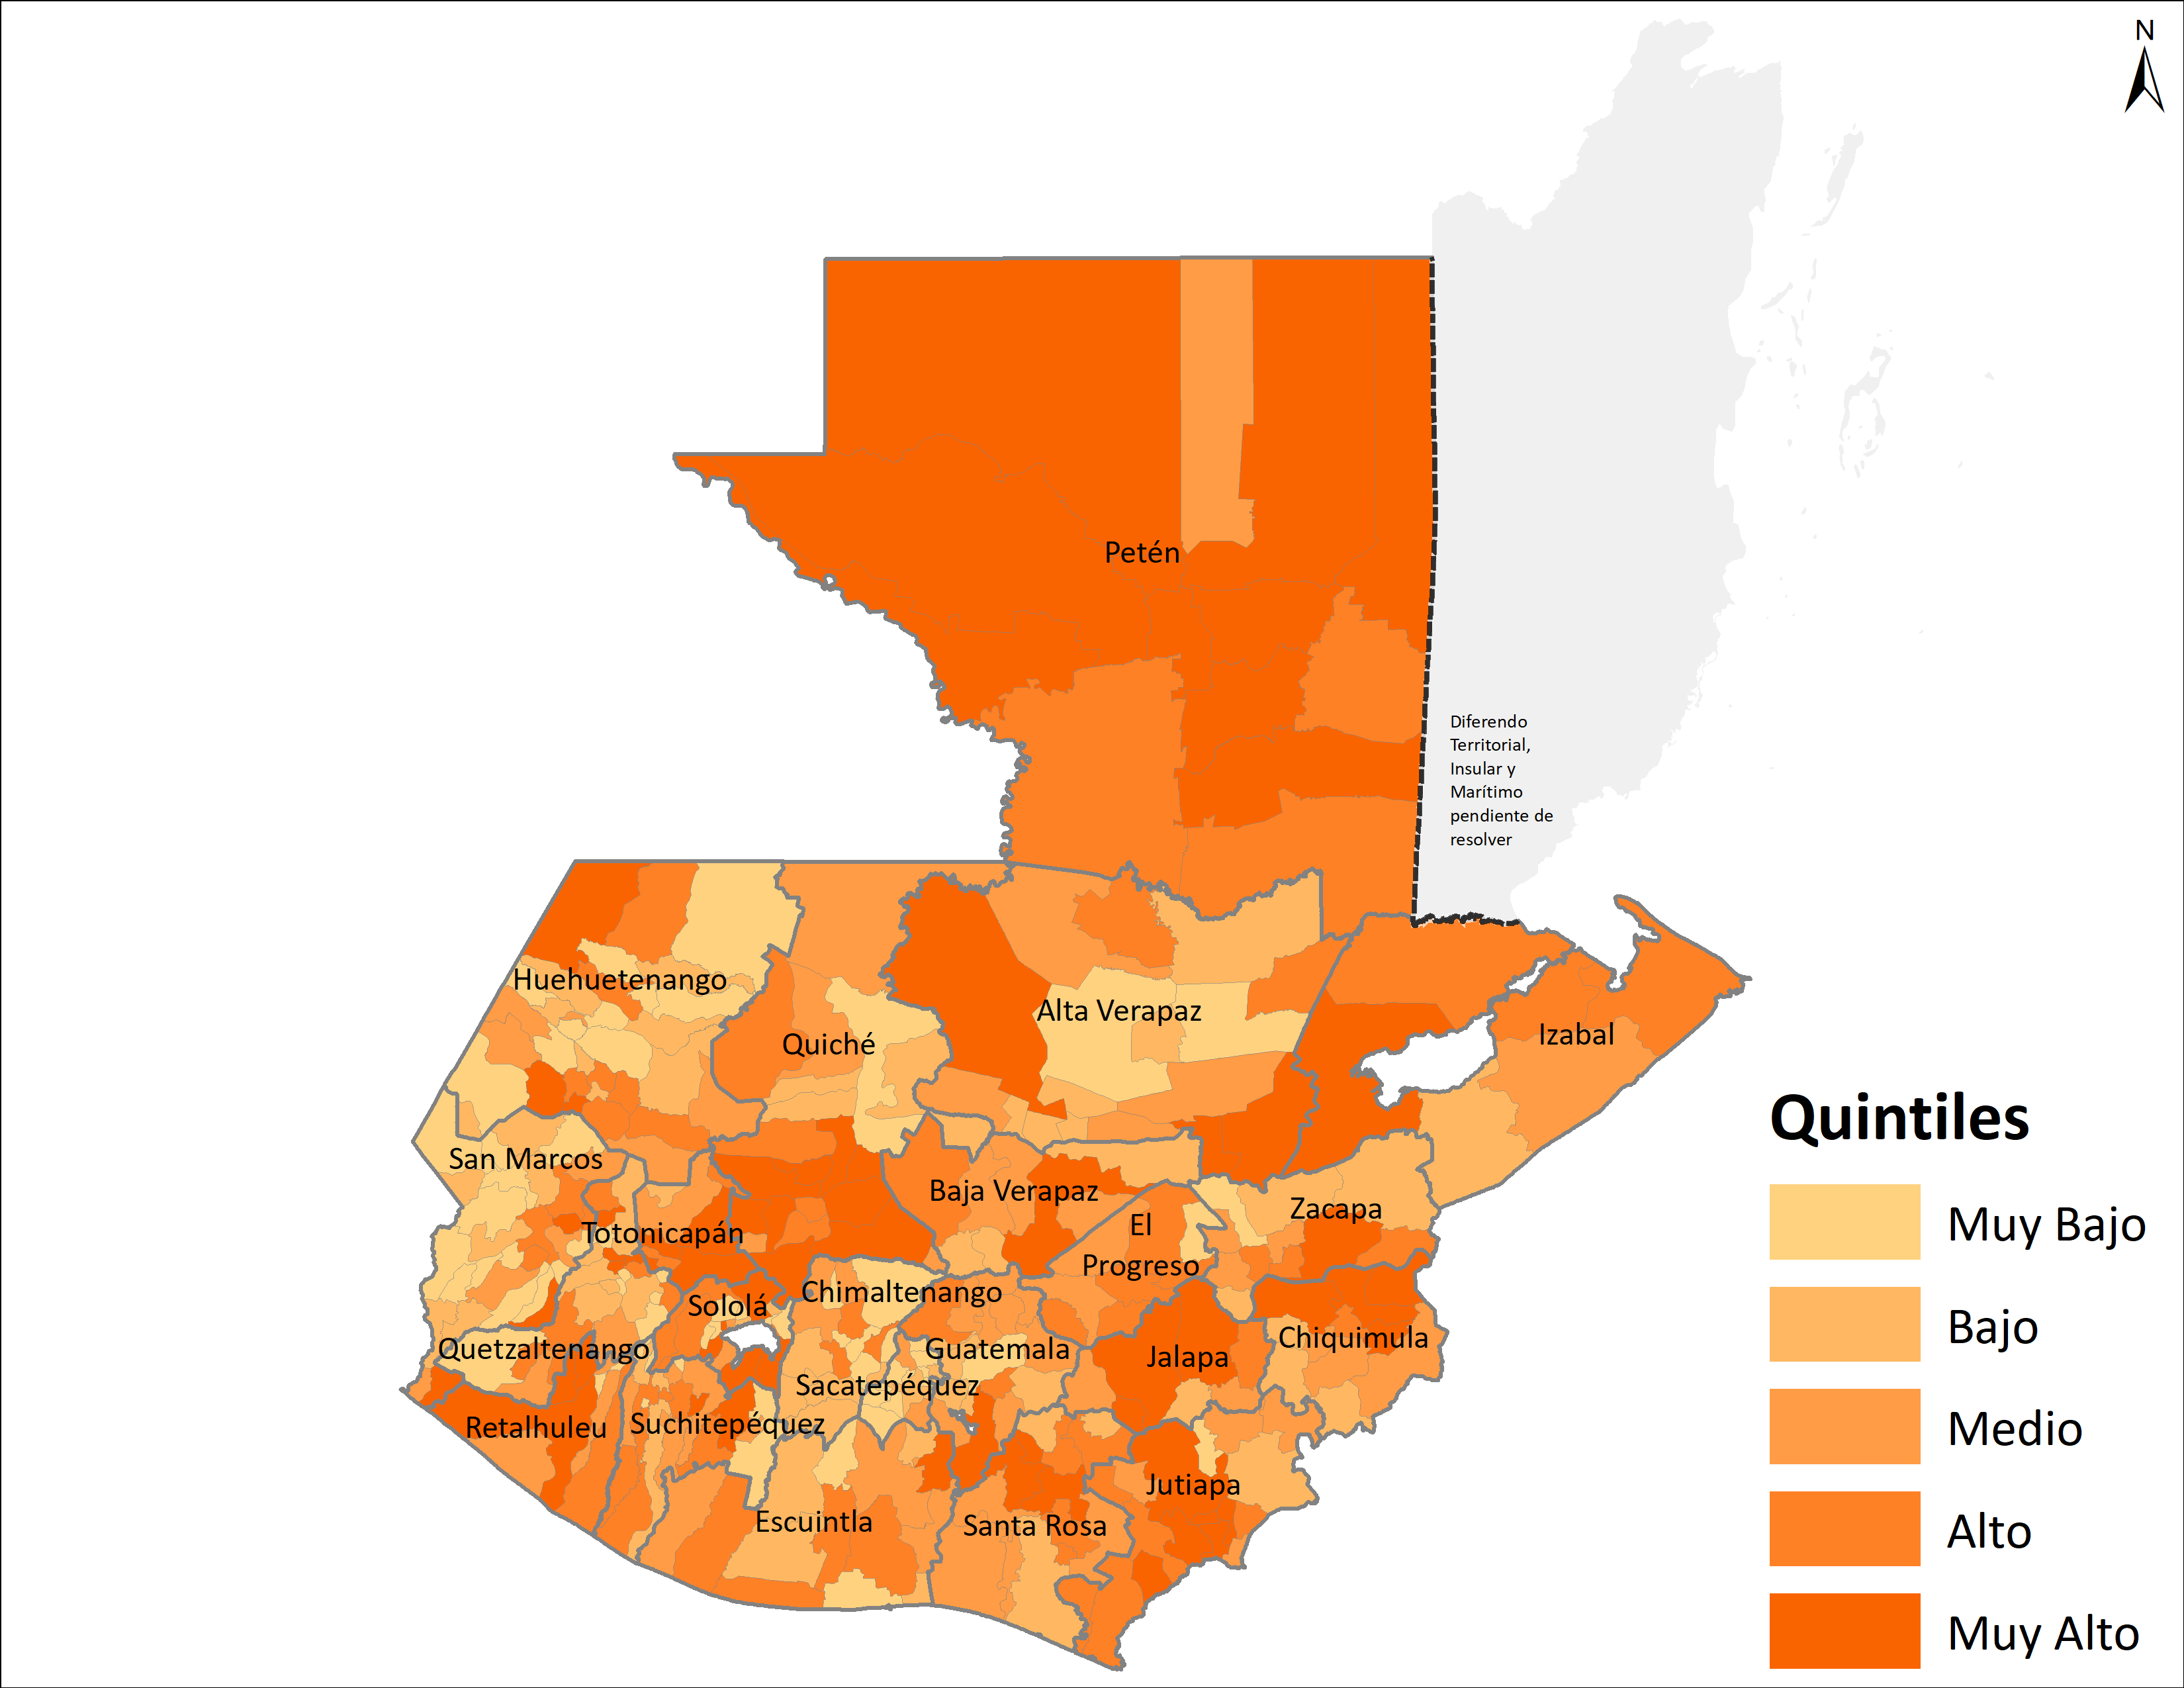 N
Petén
Diferendo
Territorial,
Insular y
Marítimo
pendiente de
resolver
Huehuetenango
Alta Verapaz
Quiché
Izabal
Quintiles
San Marcos
Baja Verapaz
Zacapa
Muy Bajo
Totonicapán
El
Progreso
Chimaltenango
Sololá
Bajo
Quetzaltenango
Guatemala
Jalapa
Chiquimula
Sacatepéquez
Retalhuleu
Suchitepéquez
Medio
Jutiapa
Escuintla
Santa Rosa
Alto
Muy Alto